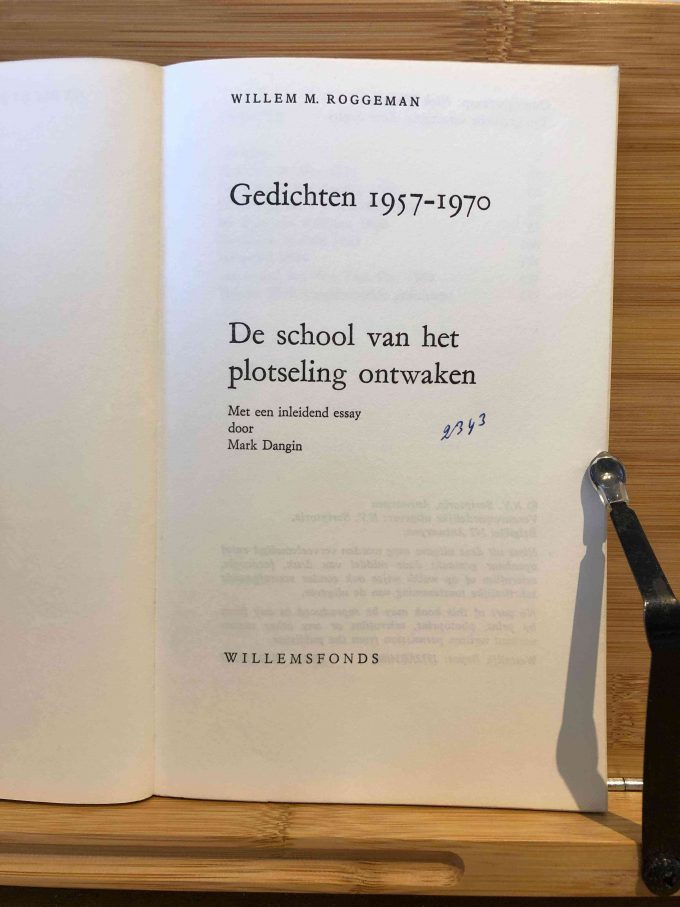 WILLEM M. ROGGEMAN
Gedichten 1957-1970
De school van het
plotseling ontwaken
Met een inleidend essay
door
Mark Dangin
2343
WILLEMSFONDS